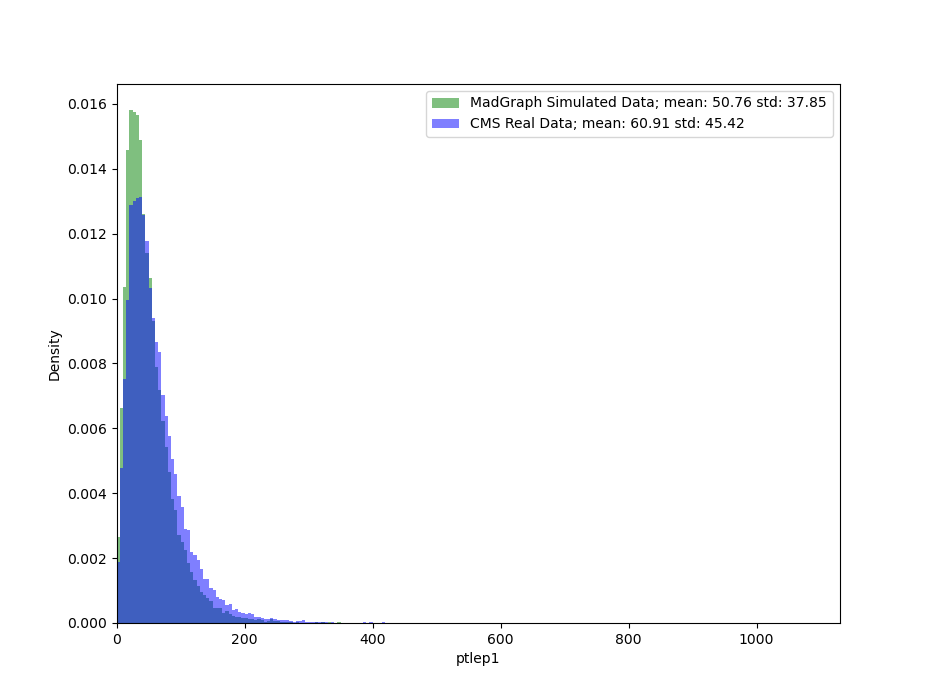 MadGraph Simulated Data; mean: 50.76 std: 37.85
CMS Real Data; mean: 60.91 std: 45.42
0.016
0.014
0.012
0.010
0.008
0.006
0.004
0.002
0.000
Density
0 200 400 600 800 1000
ptlep1